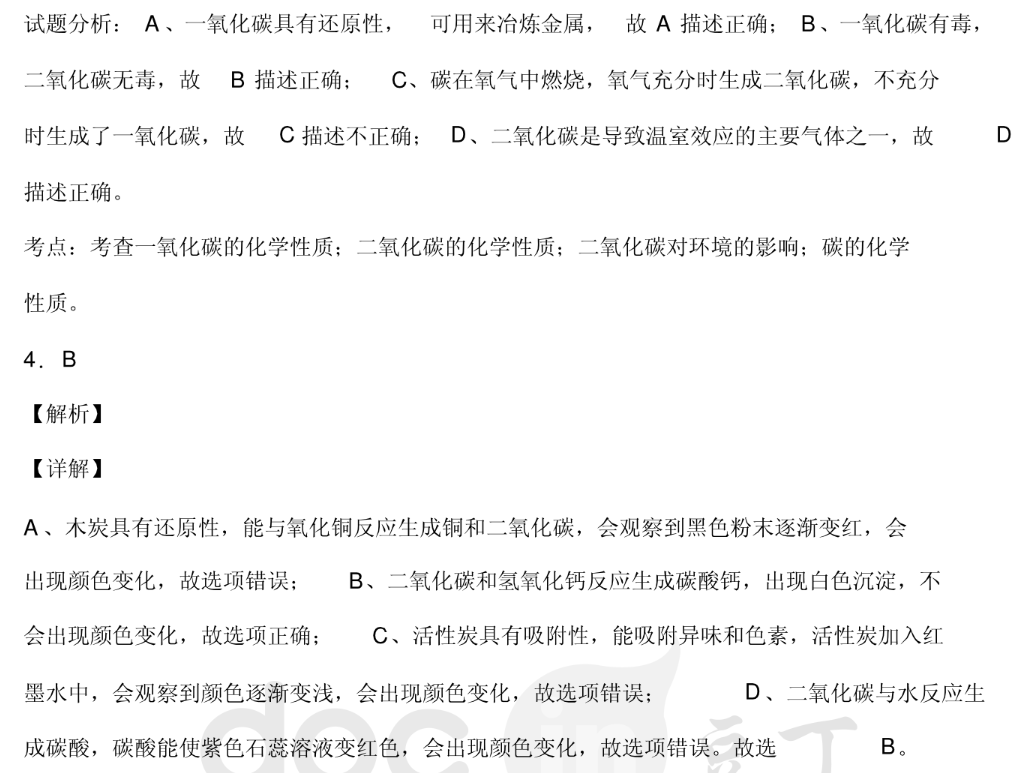 试题分析： A 、一氧化碳具有还原性， 可用来冶炼金属， 故 A 描述正确； B 、一氧化碳有毒，
二氧化碳无毒，故 B 描述正确； C、碳在氧气中燃烧，氧气充分时生成二氧化碳，不充分
时生成了一氧化碳，故 C 描述不正确； D 、二氧化碳是导致温室效应的主要气体之一，故 D
描述正确。
考点：考查一氧化碳的化学性质；二氧化碳的化学性质；二氧化碳对环境的影响；碳的化学
性质。
4． B
【解析】
【详解】
A 、木炭具有还原性，能与氧化铜反应生成铜和二氧化碳，会观察到黑色粉末逐渐变红，会
出现颜色变化，故选项错误； B、二氧化碳和氢氧化钙反应生成碳酸钙，出现白色沉淀，不
会出现颜色变化，故选项正确； C、活性炭具有吸附性，能吸附异味和色素，活性炭加入红
墨水中，会观察到颜色逐渐变浅，会出现颜色变化，故选项错误； D 、二氧化碳与水反应生
成碳酸，碳酸能使紫色石蕊溶液变红色，会出现颜色变化，故选项错误。故选 B 。
docin 豆丁